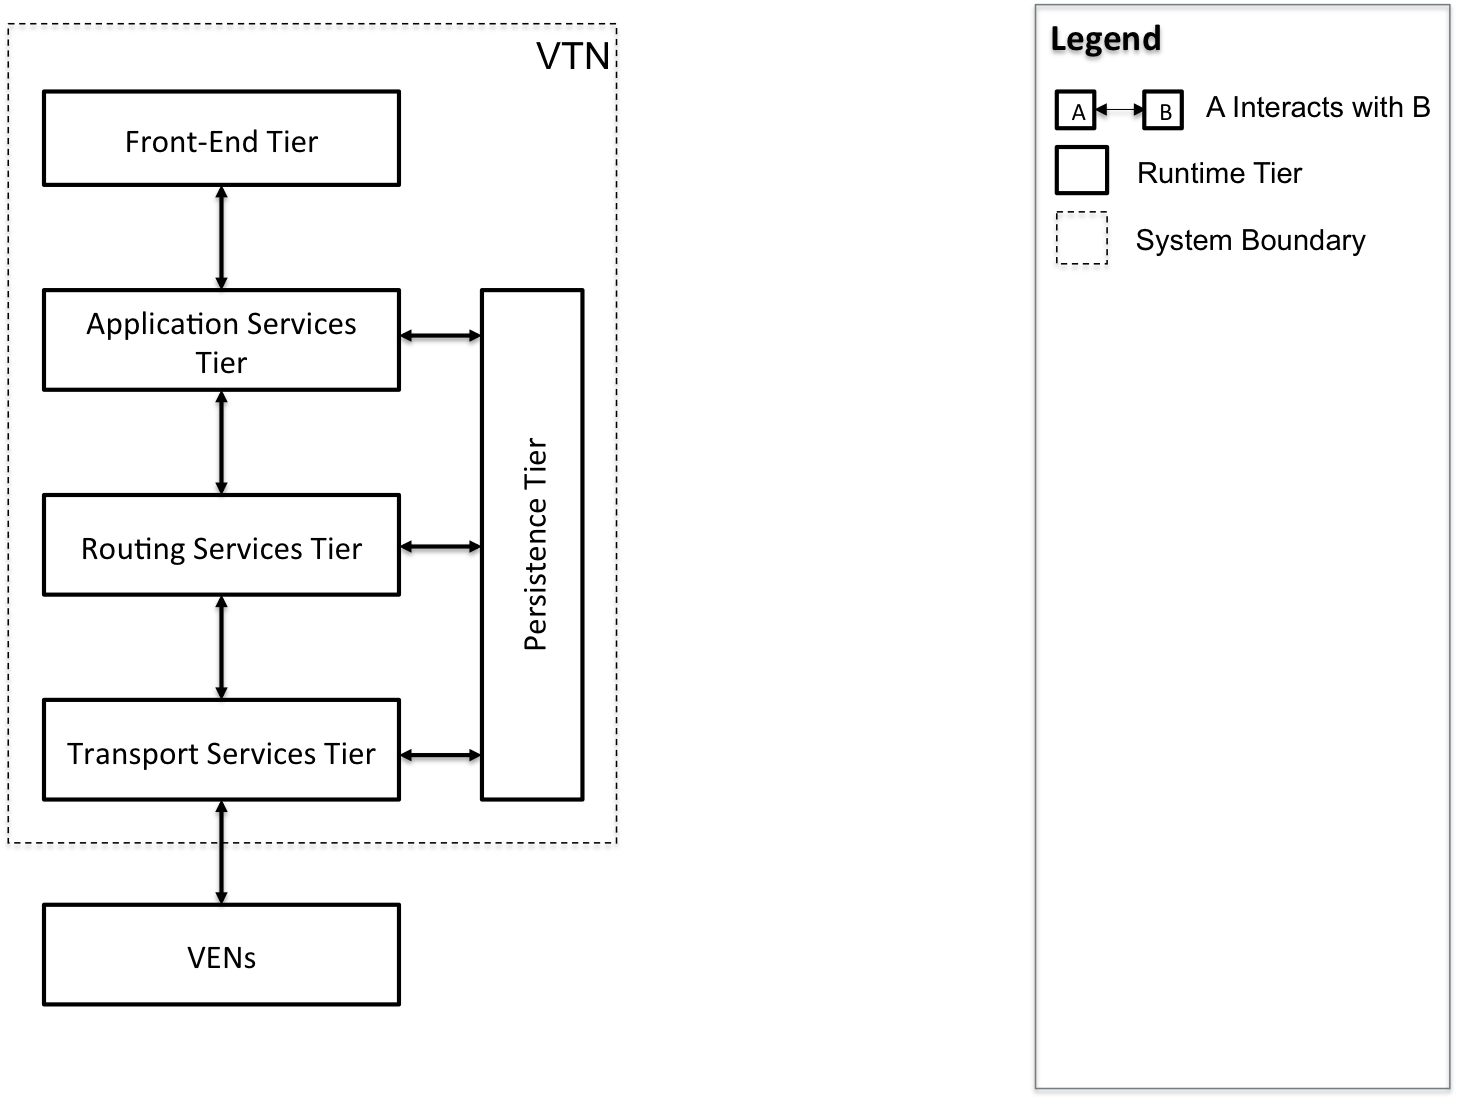 VTN
Front-End Tier
Application Services
Tier
Routing Services Tier
Transport Services Tier
Persistence Tier
VENs
Legend
A
B
A Interacts with B
Runtime Tier
System Boundary